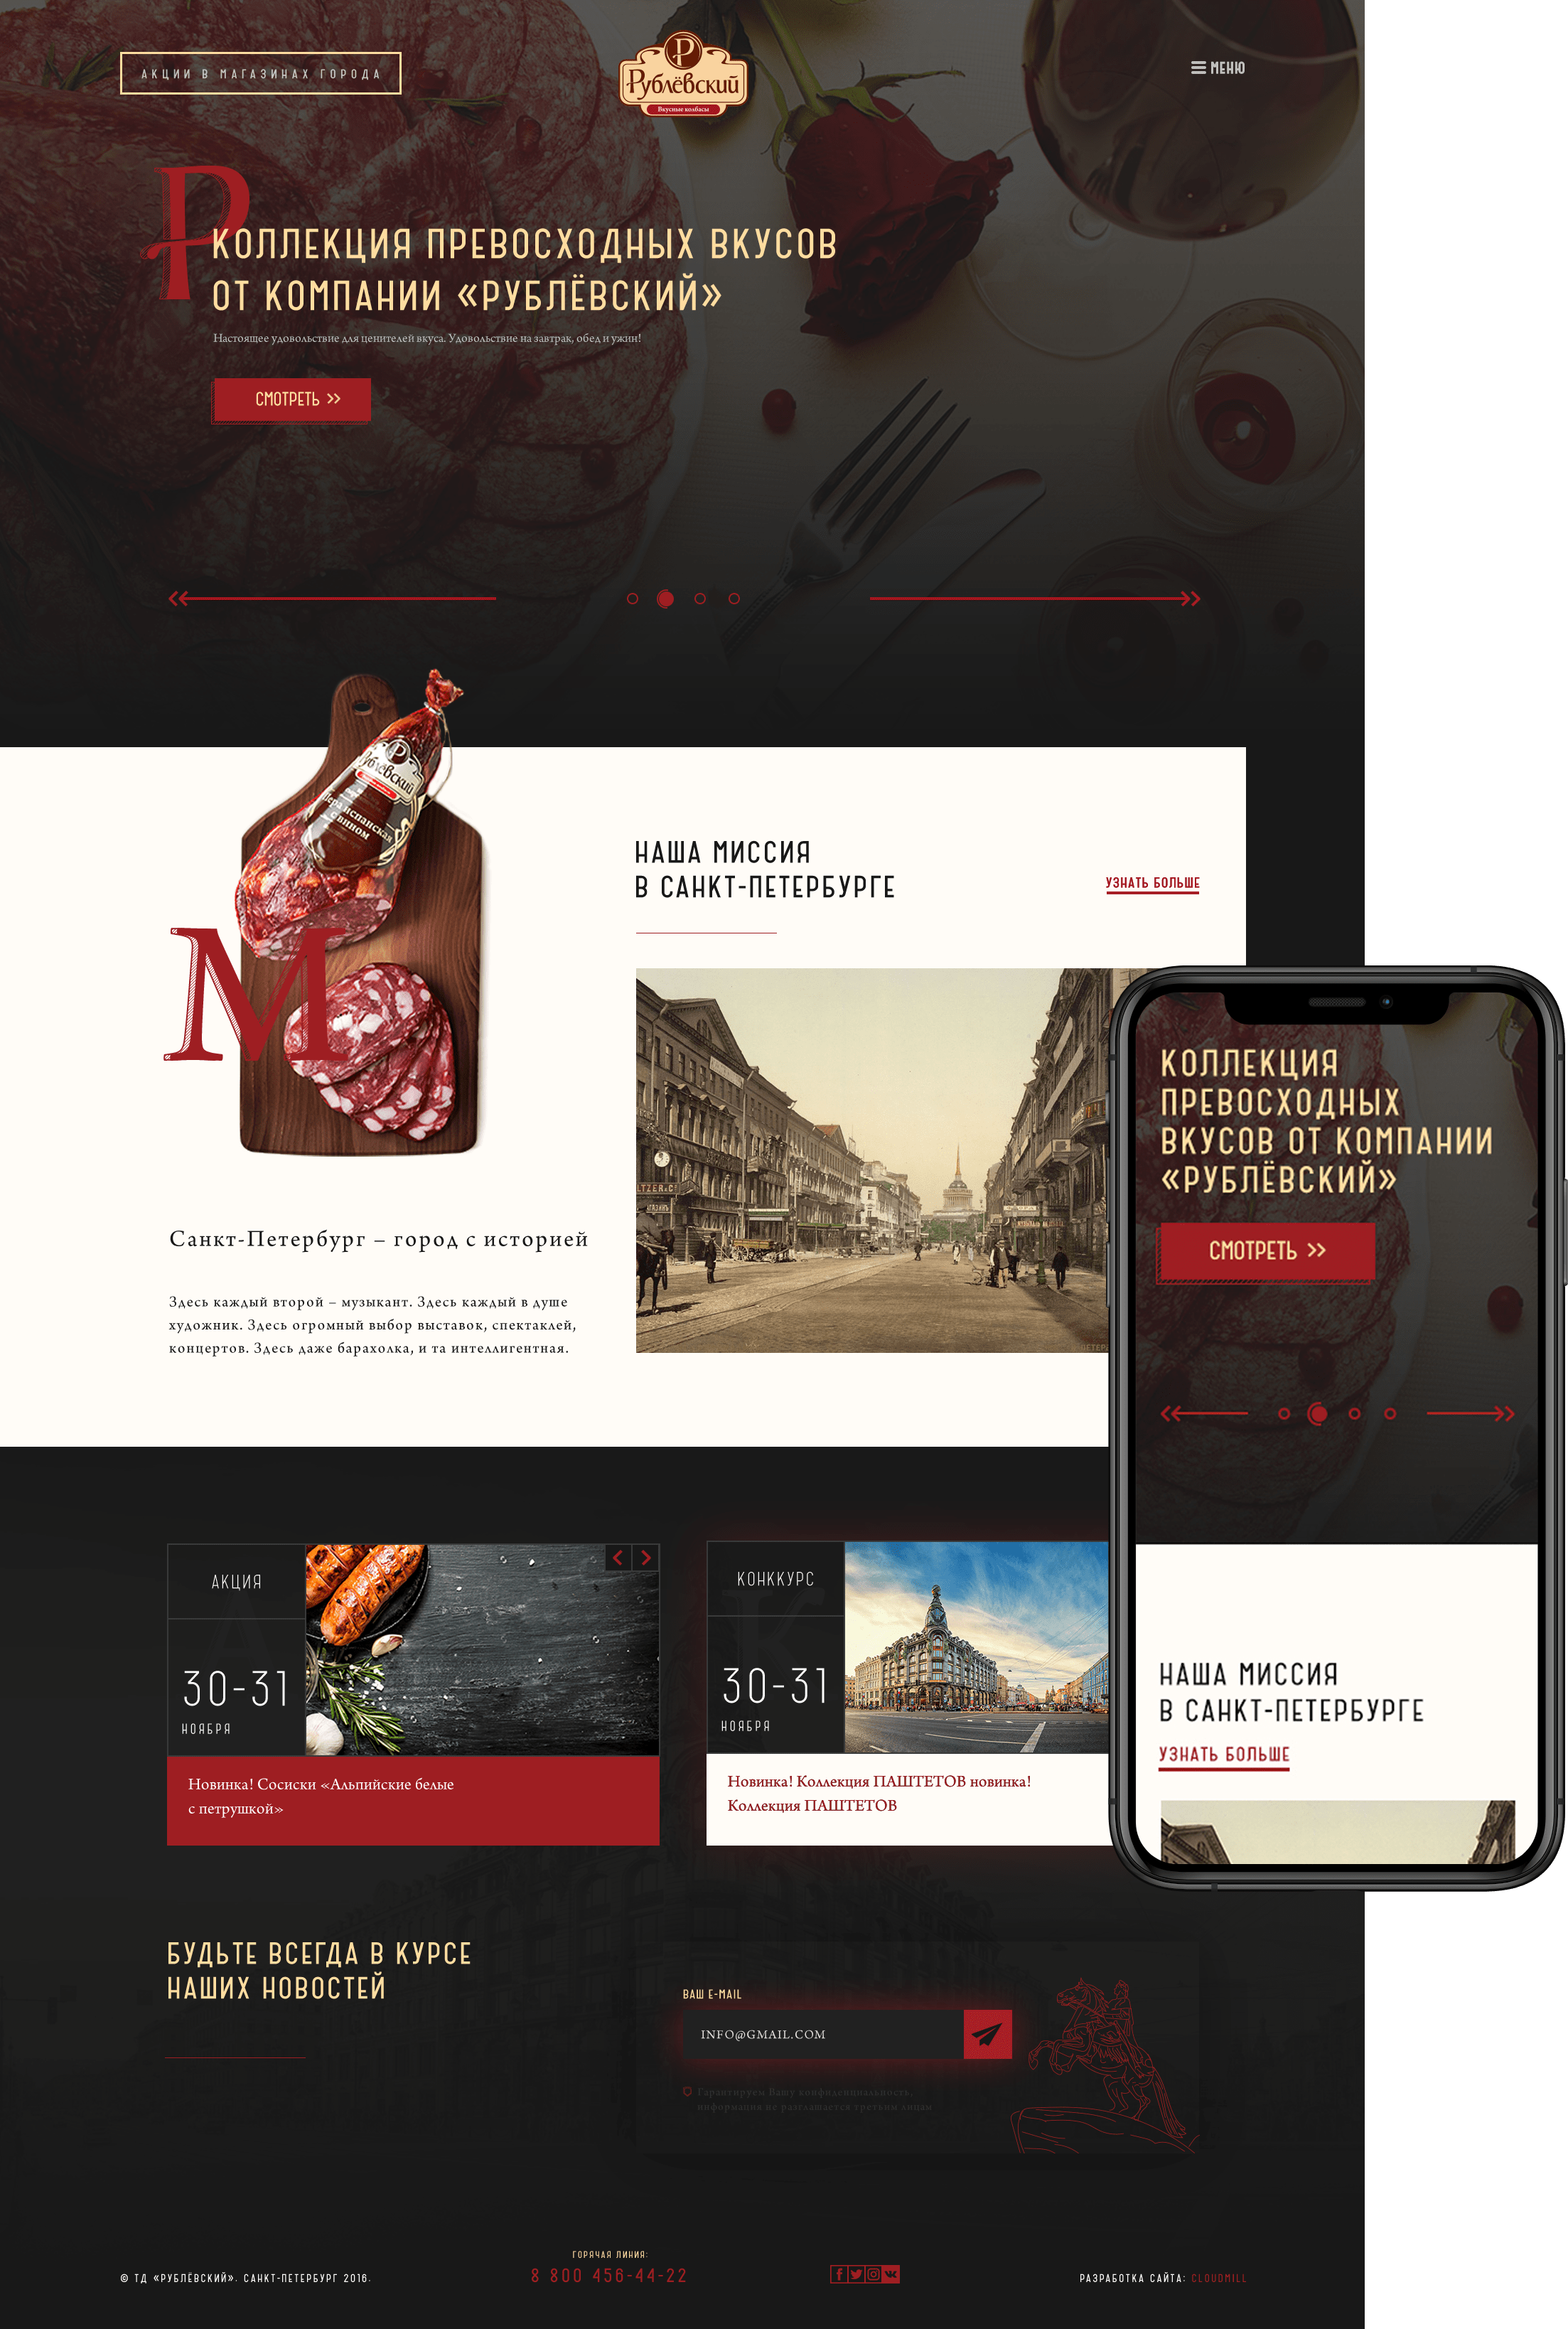 АКЦИИ В МАГАЗИНАХ ГОРОДА
Р
Рублёвский
Вкусные колбасы
МЕНЮ
Р
КОЛЛЕКЦИЯ ПРЕВОСХОДНЫХ ВКУСОВ
ОТ КОМПАНИИ «РУБЛЁВСКИЙ»
Настоящее удовольствие для ценителей вкуса. Удовольствие на завтрак, обед и ужин!
СМОТРЕТЬ >>
Р
Рублёвский
испанская
с вином
М
НАША МИССИЯ
В САНКТ-ПЕТЕРБУРГЕ
УЗНАТЬ БОЛЬШЕ
Санкт-Петербург – город с историей
Здесь каждый второй – музыкант. Здесь каждый в душе
художник. Здесь огромный выбор выставок, спектаклей,
концертов. Здесь даже барахолка, и та интеллигентная.
КОЛЛЕКЦИЯ
ПРЕВОСХОДНЫХ
ВКУСОВ ОТ КОМПАНИИ
«РУБЛЁВСКИЙ»
СМОТРЕТЬ >>
НАША МИССИЯ
В САНКТ-ПЕТЕРБУРГЕ
УЗНАТЬ БОЛЬШЕ
АКЦИЯ
30-31
НОЯБРЯ
Новинка! Сосиски «Альпийские белые
с петрушкой»
КОНККУРС
К
30-31
НОЯБРЯ
Новинка! Коллекция ПАШТЕТОВ новинка!
Коллекция ПАШТЕТОВ
БУДЬТЕ ВСЕГДА В КУРСЕ
НАШИХ НОВОСТЕЙ
ВАШ E-MAIL
INFO@GMAIL.COM
Гарантируем Вашу конфиденциальность,
информация не разглашается третьим лицам
© ТД «РУБЛЁВСКИЙ». САНКТ-ПЕТЕРБУРГ 2016.
ГОРЯЧАЯ ЛИНИЯ:
8 800 456-44-22
РАЗРАБОТКА САЙТА: CLOUDMILL